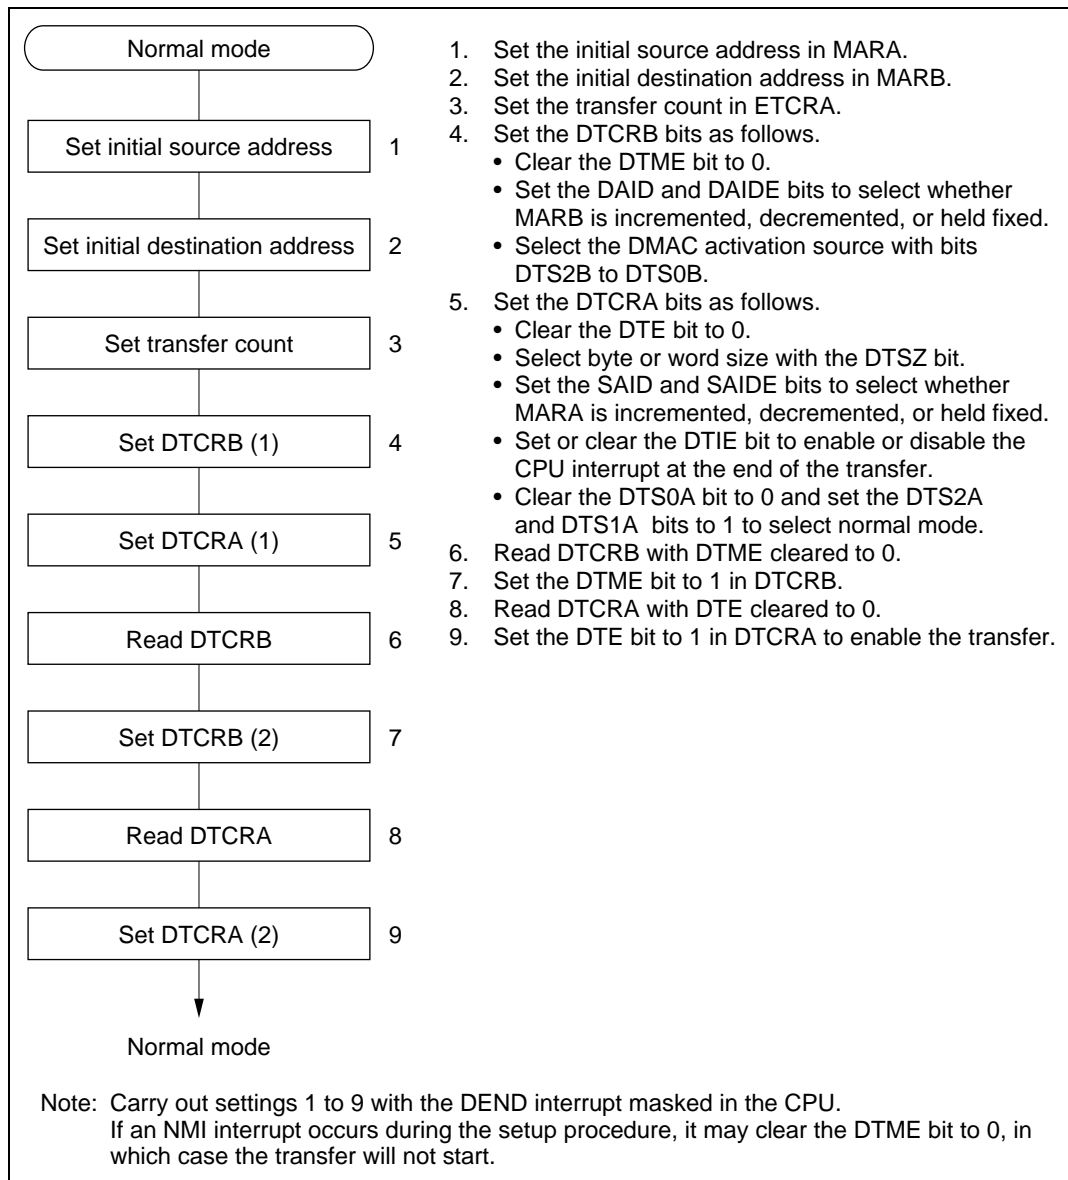 Normal mode
Set initial source address 1
Set initial destination address 2
Set transfer count 3
Set DTCRB (1) 4
Set DTCRA (1) 5
Read DTCRB 6
Set DTCRB (2) 7
Read DTCRA 8
Set DTCRA (2) 9
Normal mode
1. Set the initial source address in MARA.
2. Set the initial destination address in MARB.
3. Set the transfer count in ETCRA.
4. Set the DTCRB bits as follows.
• Clear the DTME bit to 0.
• Set the DAID and DAIDE bits to select whether
MARB is incremented, decremented, or held fixed.
• Select the DMAC activation source with bits
DTS2B to DTS0B.
5. Set the DTCRA bits as follows.
• Clear the DTE bit to 0.
• Select byte or word size with the DTSZ bit.
• Set the SAID and SAIDE bits to select whether
MARA is incremented, decremented, or held fixed.
• Set or clear the DTIE bit to enable or disable the
CPU interrupt at the end of the transfer.
• Clear the DTS0A bit to 0 and set the DTS2A
and DTS1A bits to 1 to select normal mode.
6. Read DTCRB with DTME cleared to 0.
7. Set the DTME bit to 1 in DTCRB.
8. Read DTCRA with DTE cleared to 0.
9. Set the DTE bit to 1 in DTCRA to enable the transfer.
Note: Carry out settings 1 to 9 with the DEND interrupt masked in the CPU.
If an NMI interrupt occurs during the setup procedure, it may clear the DTME bit to 0, in
which case the transfer will not start.